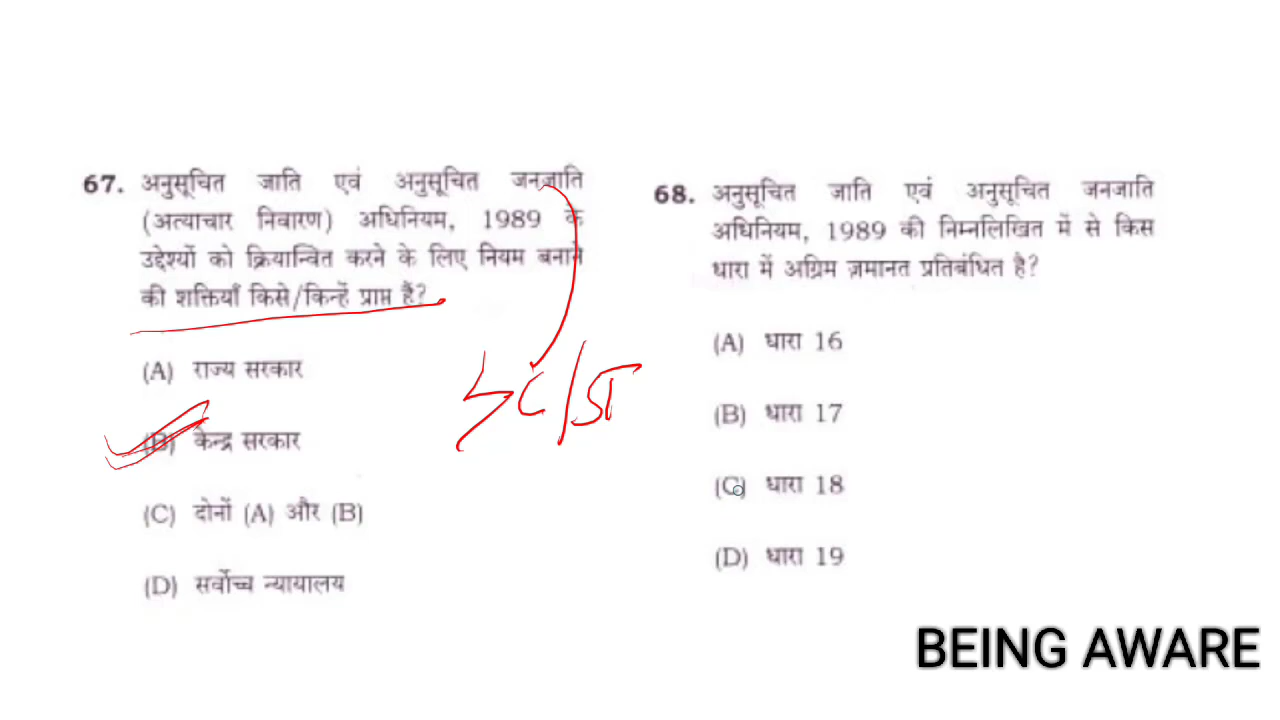 67. अनुसूचित जाति एवं अनुसूचित जनजाति
(अत्याचार निवारण) अधिनियम, 1989 के
उद्देश्यों को क्रियान्वित करने के लिए नियम बनाने
की शक्तियाँ किसे/किन्हें प्राप्त हैं?
(A) राज्य सरकार
(B) केन्द्र सरकार
(C) दोनों (A) और (B)
(D) सर्वोच्च न्यायालय
SC/ST
68. अनुसूचित जाति एवं अनुसूचित जनजाति
अधिनियम, 1989 की निम्नलिखित में से किस
धारा में अग्रिम ज़मानत प्रतिबंधित है?
(A) धारा 16
(B) धारा 17
(C) धारा 18
(D) धारा 19
BEING AWARE